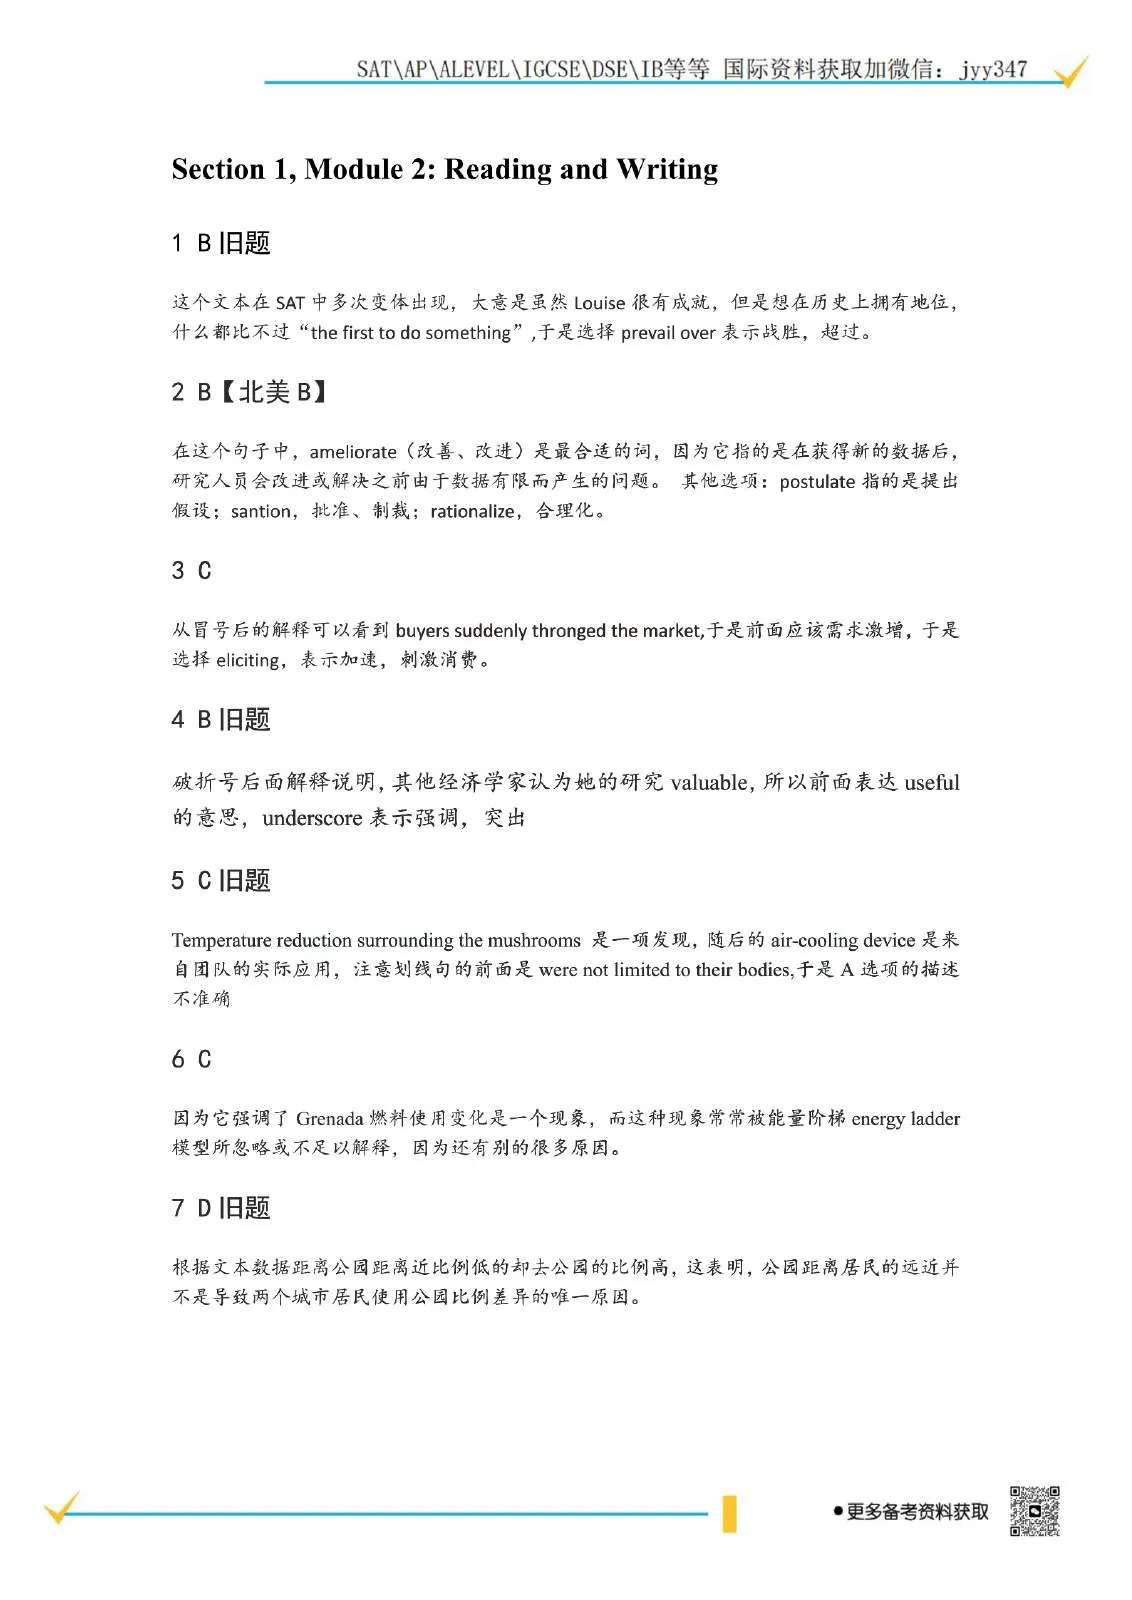 SAT\AP\ALEVEL\IGCSE\DSE\IB等等 国际资料获取加微信：jyy347
Section 1, Module 2: Reading and Writing
1 B旧题
这个文本在 SAT 中多次变体出现，大意是虽然 Louise 很有成就，但是想在历史上拥有地位，
什么都比不过“the first to do something”,于是选择 prevail over 表示战胜，超过。
2 B【北美 B】
在这个句子中，ameliorate（改善、改进）是最合适的词，因为它指的是在获得新的数据后，
研究人员会改进或解决之前由于数据有限而产生的问题。 其他选项：postulate 指的是提出
假设；santion，批准、制裁；rationalize，合理化。
3 C
从冒号后的解释可以看到 buyers suddenly thronged the market,于是前面应该需求激增，于是
选择 eliciting，表示加速，刺激消费。
4 B旧题
破折号后面解释说明，其他经济学家认为她的研究 valuable，所以前面表达 useful
的意思，underscore 表示强调，突出
5 C旧题
Temperature reduction surrounding the mushrooms 是一项发现，随后的 air-cooling device 是来
自团队的实际应用，注意划线句的前面是 were not limited to their bodies,于是 A 选项的描述
不准确
6 C
因为它强调了 Grenada 燃料使用变化是一个现象，而这种现象常常被能量阶梯 energy ladder
模型所忽略或不足以解释，因为还有别的很多原因。
7 D旧题
根据文本数据距离公园距离近比例低的却去公园的比例高，这表明，公园距离居民的远近并
不是导致两个城市居民使用公园比例差异的唯一原因。
●更多备考资料获取